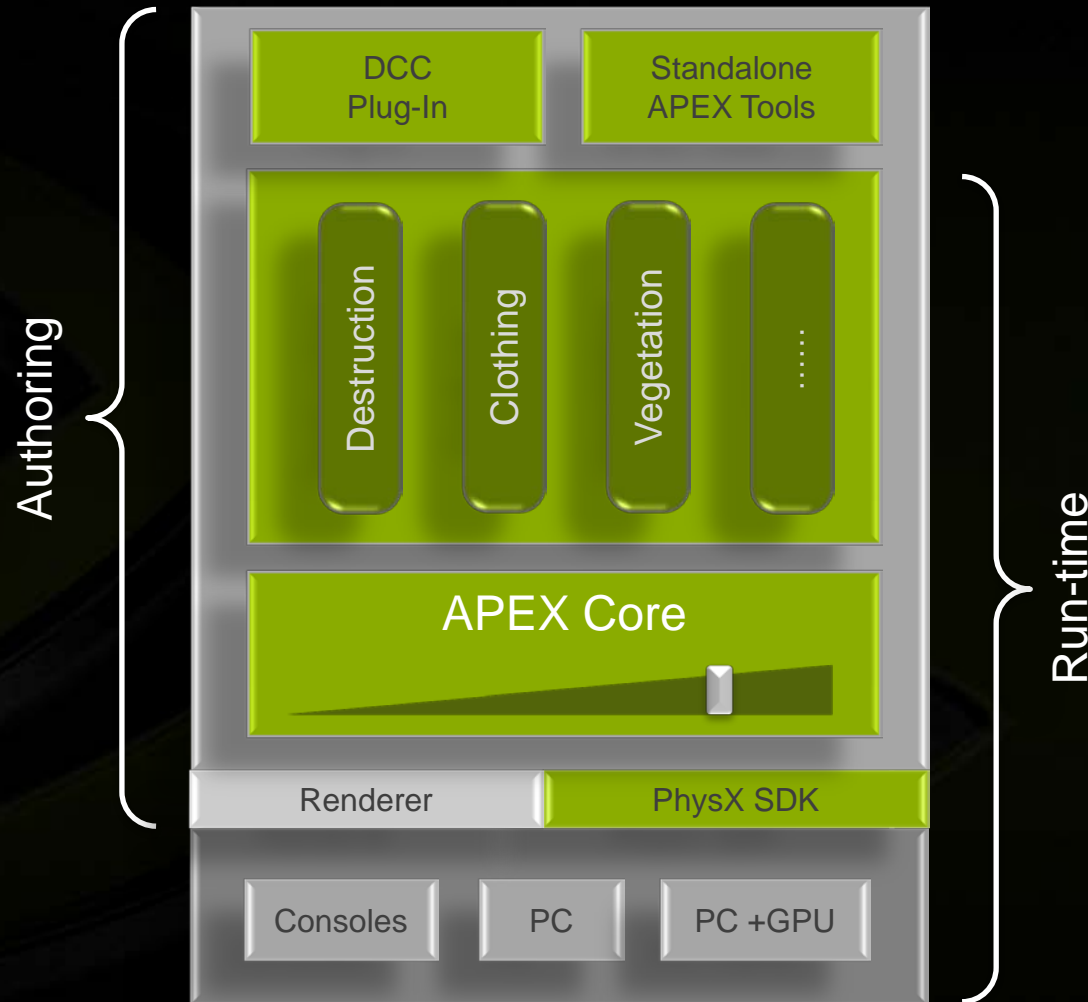 DCC
Plug-In
Standalone
APEX Tools
Authoring
Destruction
Clothing
Vegetation
......
Run-time
APEX Core
Renderer
PhysX SDK
Consoles
PC
PC +GPU